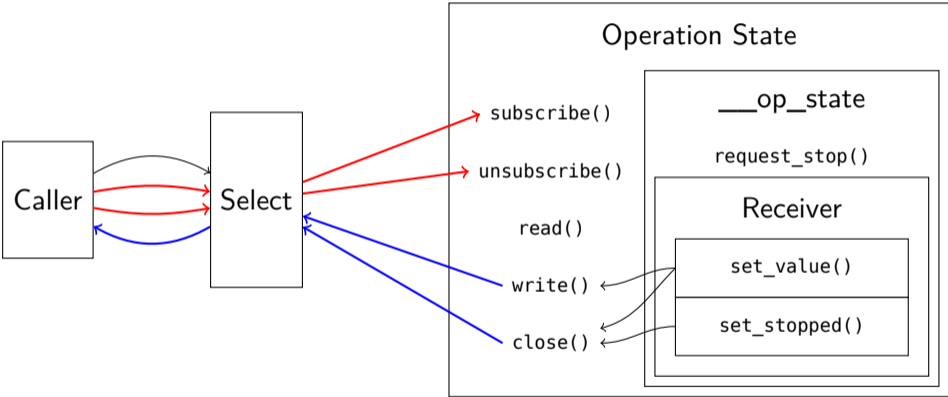 Operation State
__op_state
subscribe()
request_stop()
unsubscribe()
Caller
Select
Receiver
read()
set_value()
write()
set_stopped()
close()